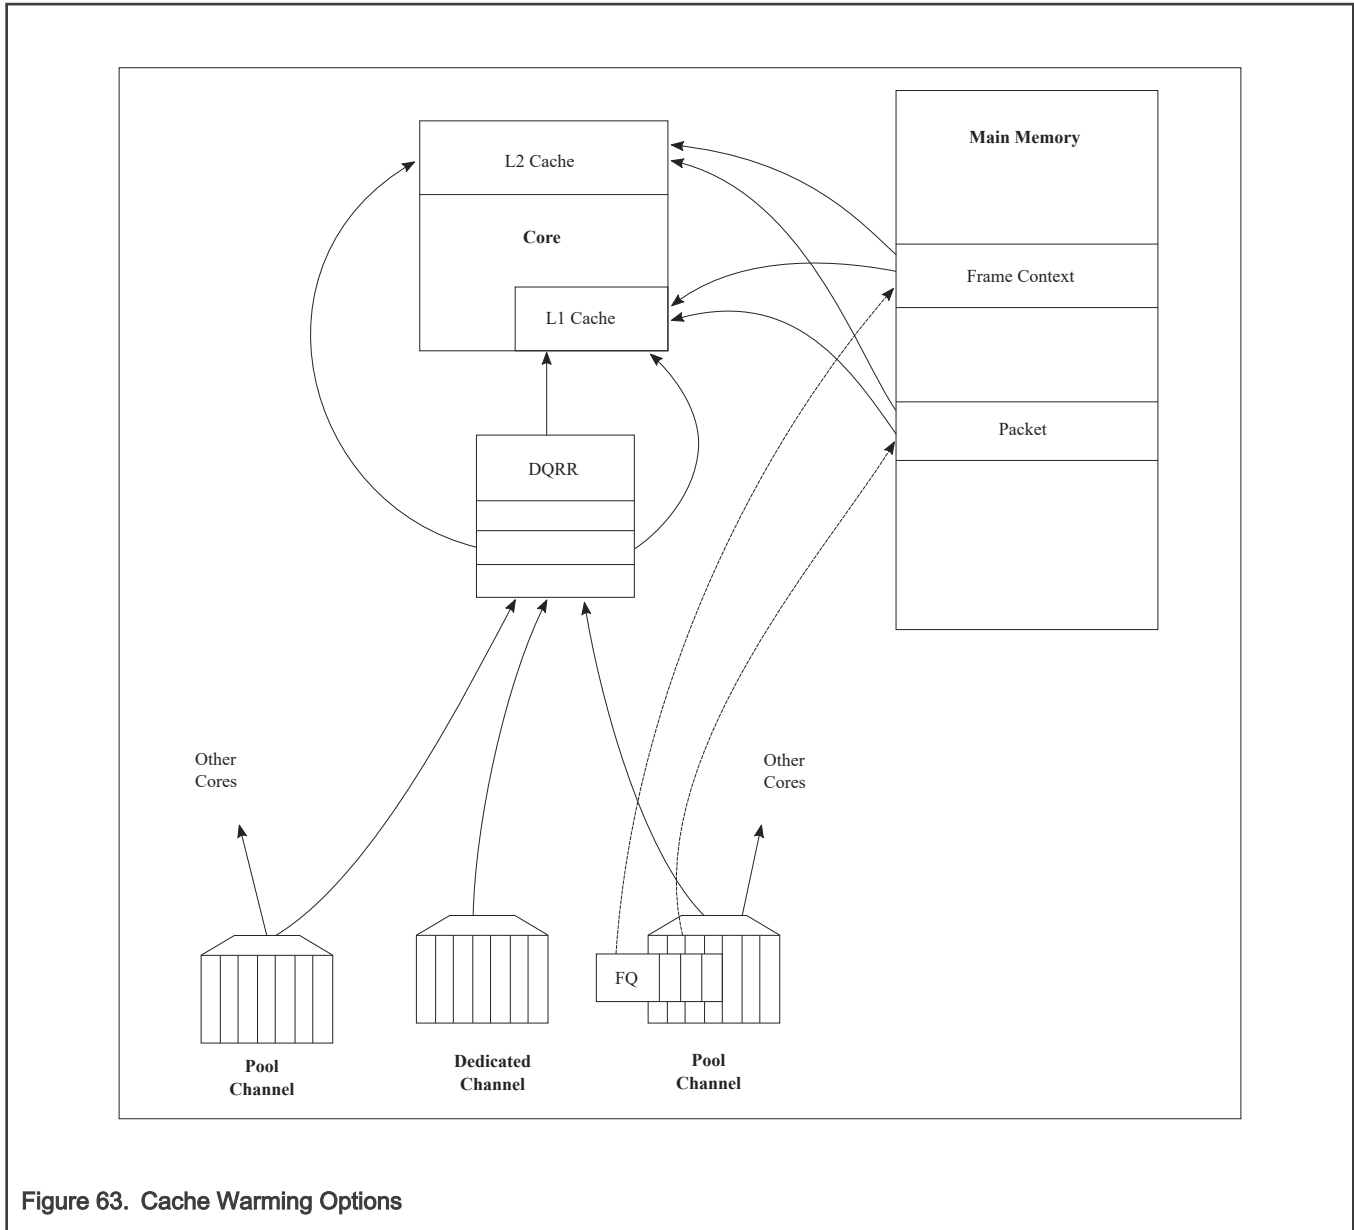 Main Memory
L2 Cache
Core
Frame Context
L1 Cache
Packet
DQRR
Other
Cores
Other
Cores
FQ
Pool
Channel
Dedicated
Channel
Pool
Channel
Figure 63. Cache Warming Options